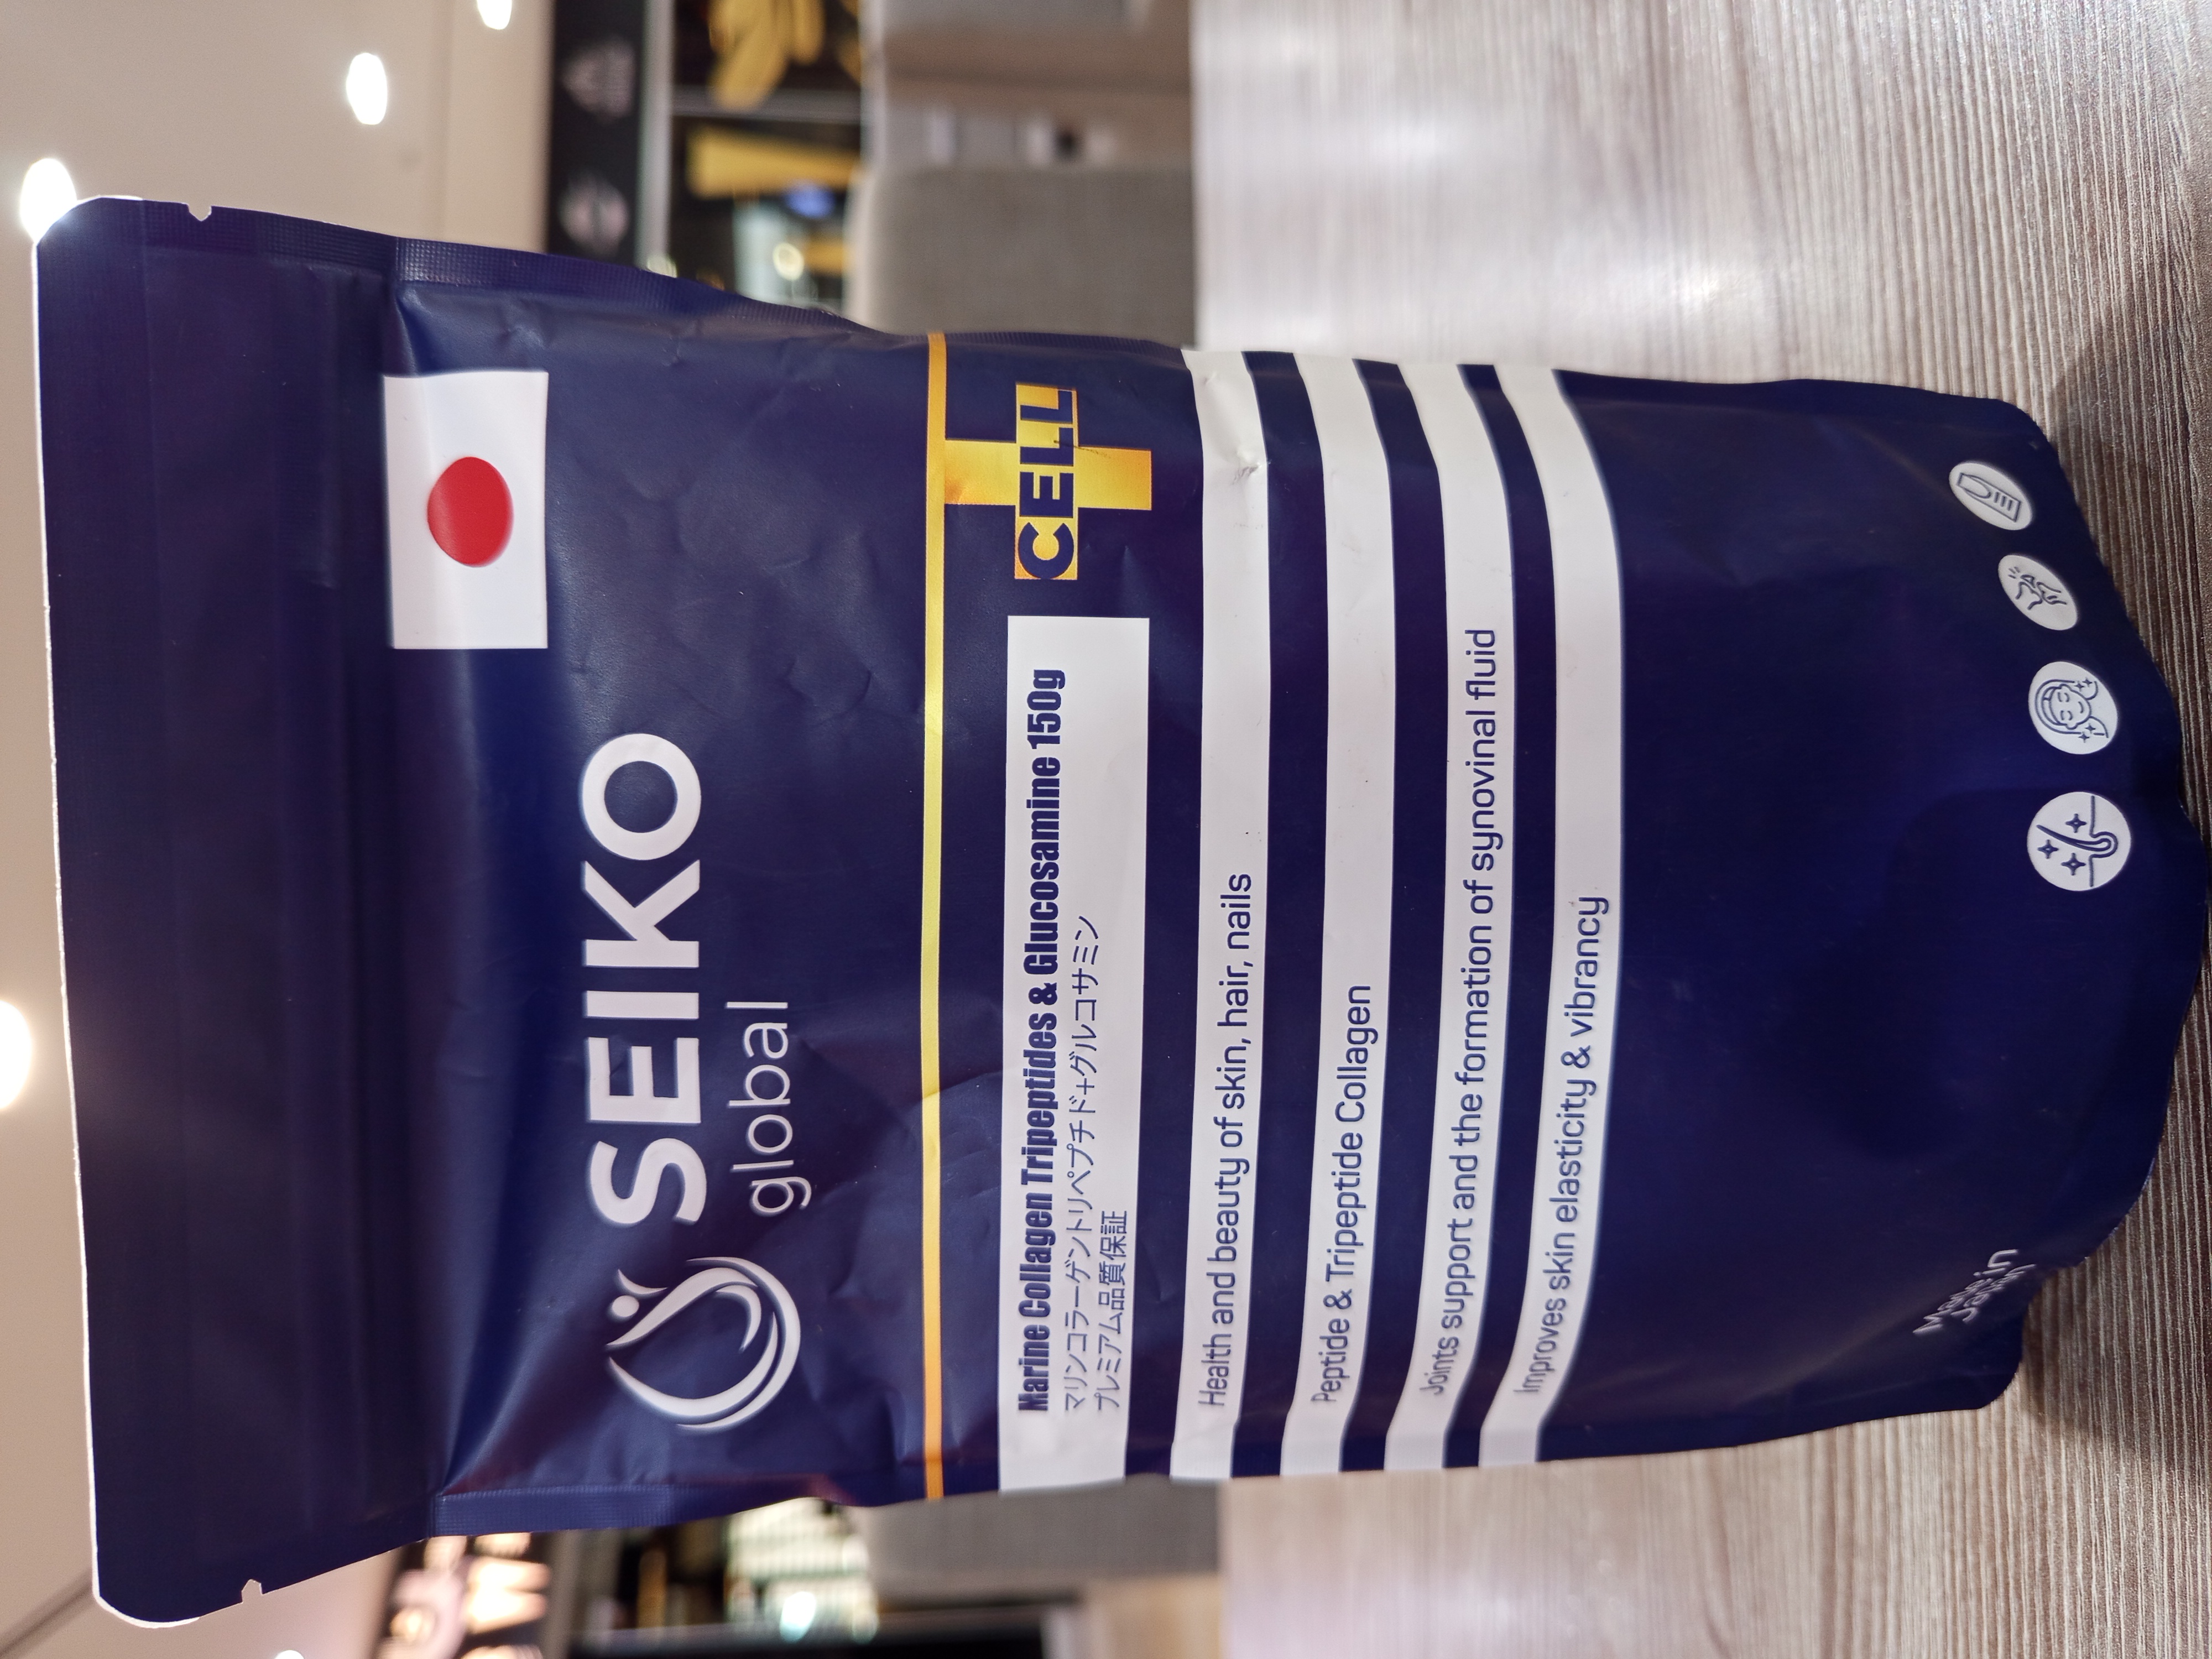 SEIKO
global
CELL
Marine Collagen Tripeptides & Glucosamine 150g
マリンコラーゲントリペプチド+グルコサミン
プレミアム品質保証
Health and beauty of skin, hair, nails
Peptide & Tripeptide Collagen
Joints support and the formation of synovinal fluid
Improves skin elasticity & vibrancy
Made in
Japan